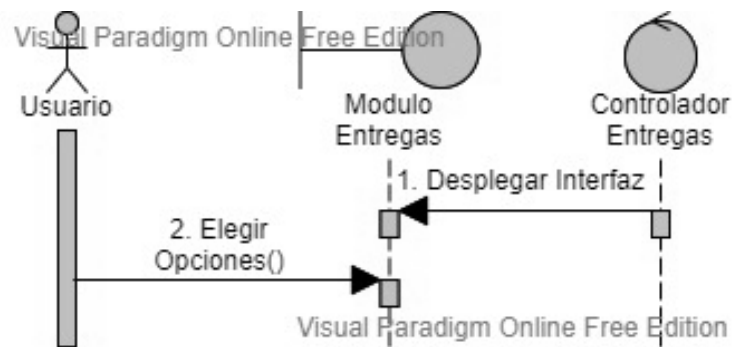 Visual Paradigm Online Free Edition
Usuario
Modulo
Entregas
Controlador
Entregas
1. Desplegar Interfaz
2. Elegir
Opciones()
Visual Paradigm Online Free Edition